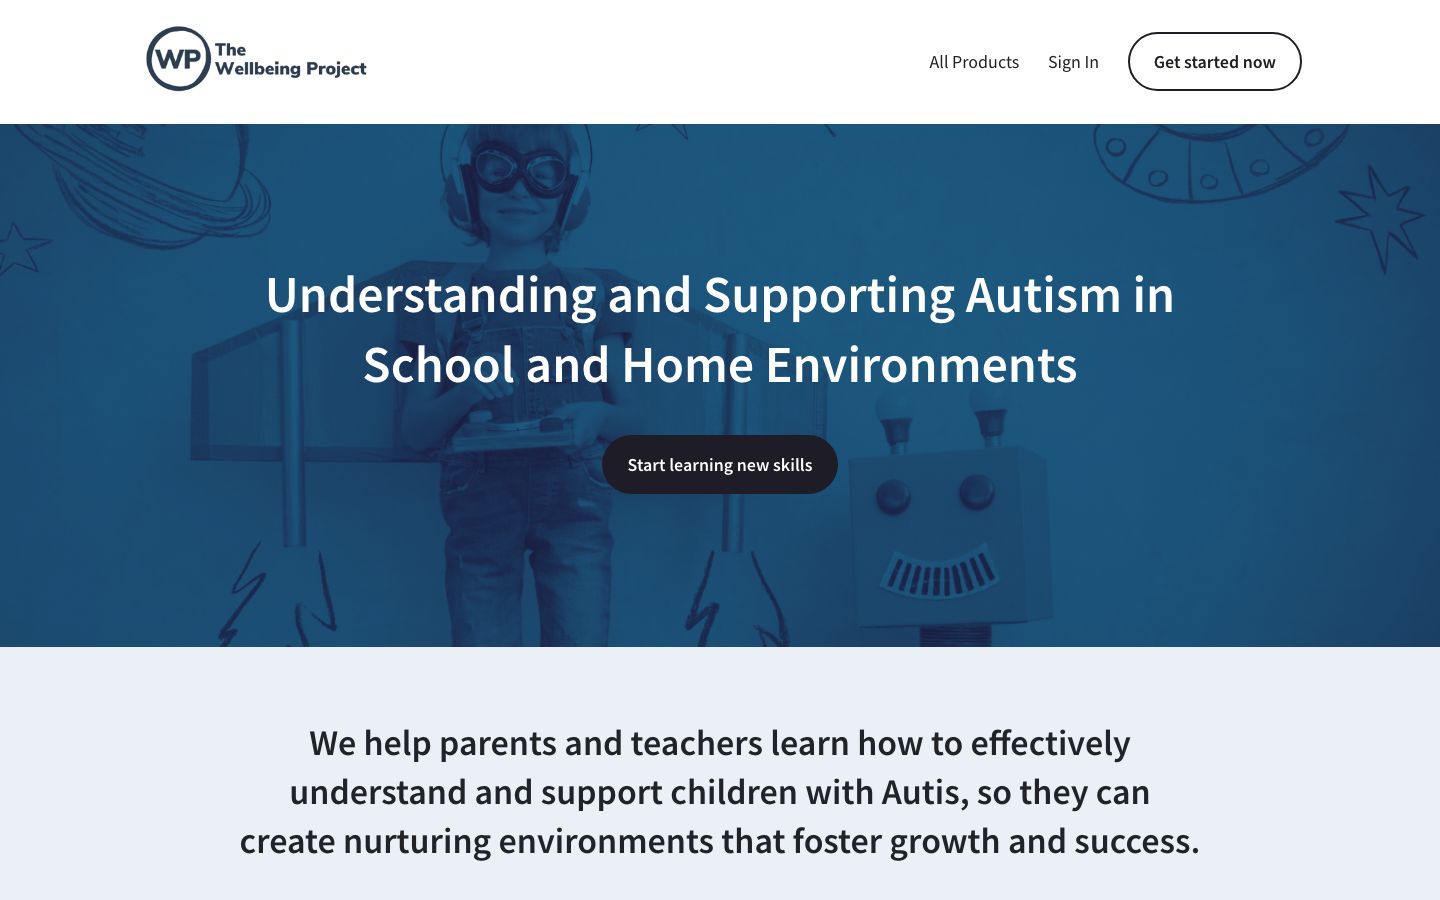 WP The
Wellbeing Project
All Products
Sign In
Get started now
Understanding and Supporting Autism in
School and Home Environments
Start learning new skills
We help parents and teachers learn how to effectively
understand and support children with Autis, so they can
create nurturing environments that foster growth and success.